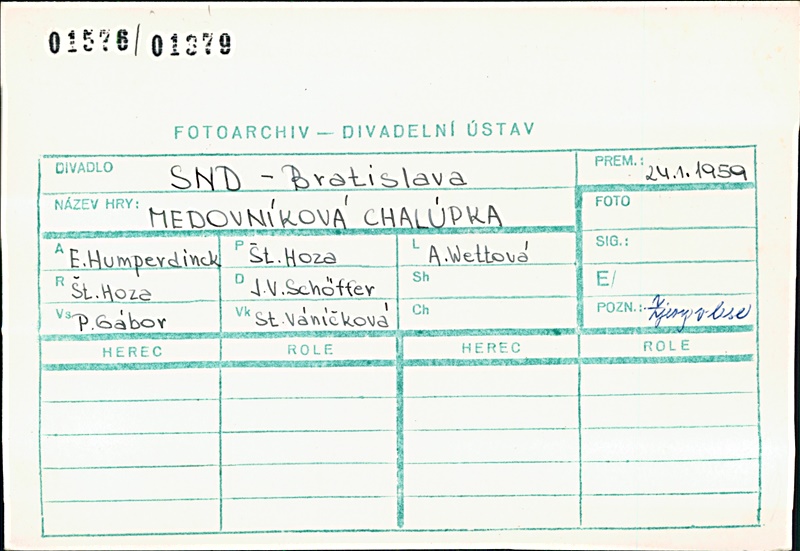 01576/01379
FOTOARCHIV — DIVADELNÍ ÚSTAV
DIVADLO SND - Bratislava
PREM.: 24.1.1959
NÁZEV HRY: MEDOVNÍKOVÁ CHALÚPKA
FOTO
A E.Humperdinck P Št.Hoza L A.Wettová
SIG.:
R Št.Hoza D J.V.Schöffer Sh
E/
Vs P.Gábor Vk St.Váničková Ch
POZN.: v lese
HEREC ROLE HEREC ROLE